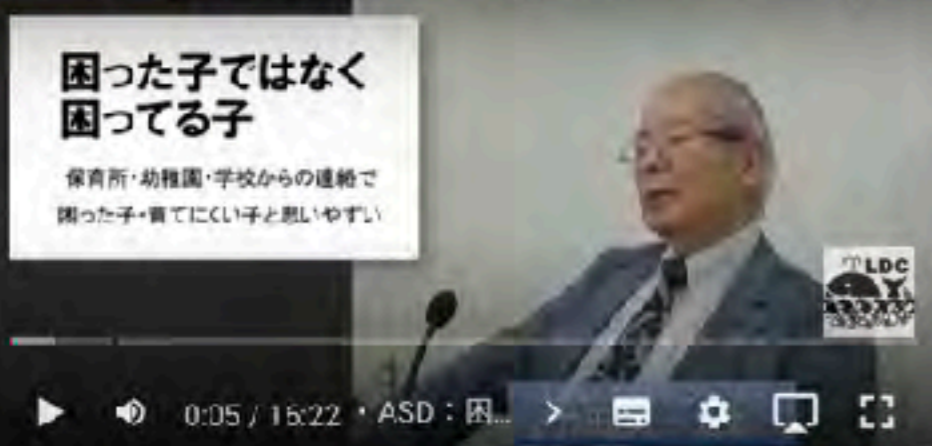 困った子ではなく
困ってる子
保育所・幼稚園・学校からの連絡で
困った子・育てにくい子と思いやすい
LDC
0:05 / 15:22 • ASD:困...